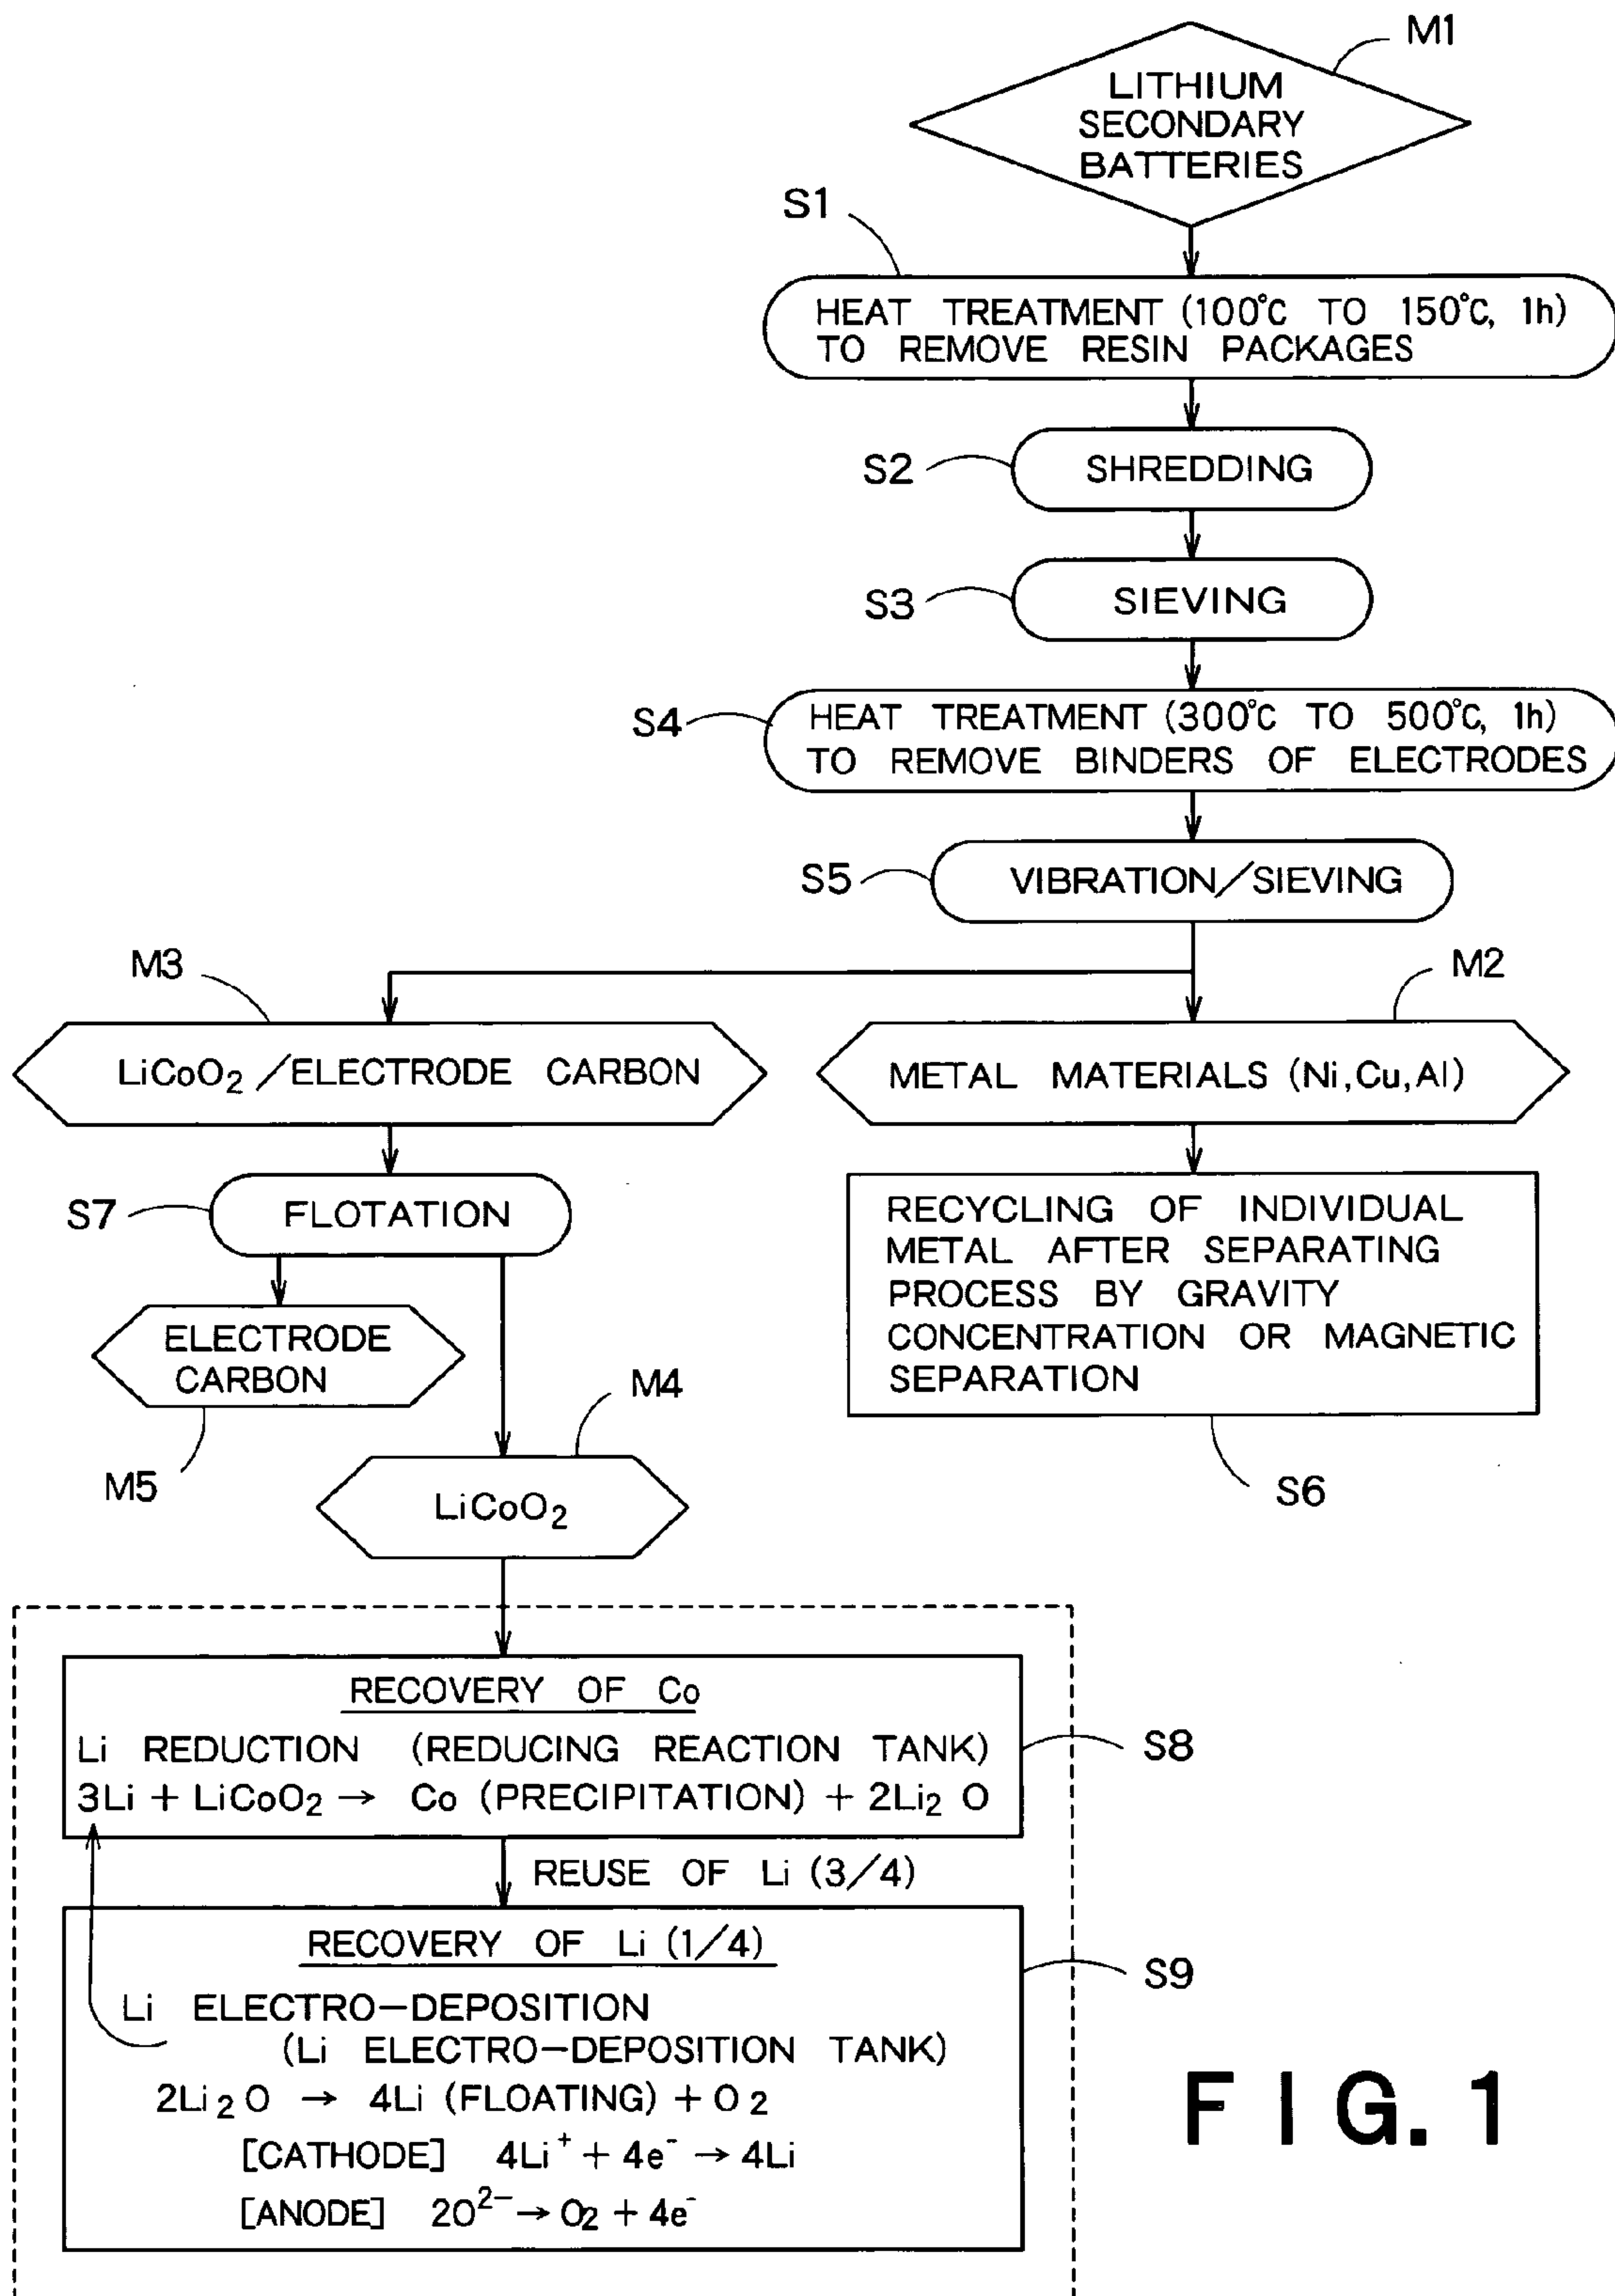 M1
LITHIUM
SECONDARY
BATTERIES
S1
HEAT TREATMENT (100°C TO 150°C, 1h)
TO REMOVE RESIN PACKAGES
S2
SHREDDING
S3
SIEVING
S4
HEAT TREATMENT (300°C TO 500°C, 1h)
TO REMOVE BINDERS OF ELECTRODES
S5
VIBRATION/SIEVING
M3
M2
LiCoO₂/ELECTRODE CARBON
METAL MATERIALS (Ni,Cu,Al)
S7
FLOTATION
RECYCLING OF INDIVIDUAL
METAL AFTER SEPARATING
PROCESS BY GRAVITY
CONCENTRATION OR MAGNETIC
SEPARATION
S6
ELECTRODE
CARBON
M5
M4
LiCoO₂
RECOVERY OF Co
Li REDUCTION (REDUCING REACTION TANK)
3Li + LiCoO₂ → Co (PRECIPITATION) + 2Li₂O
S8
REUSE OF Li (3/4)
RECOVERY OF Li (1/4)
S9
Li ELECTRO-DEPOSITION
(Li ELECTRO-DEPOSITION TANK)
2Li₂O → 4Li (FLOATING) + O₂
[CATHODE] 4Li⁺ + 4e⁻ → 4Li
[ANODE] 2O²⁻ → O₂ + 4e⁻
FIG. 1